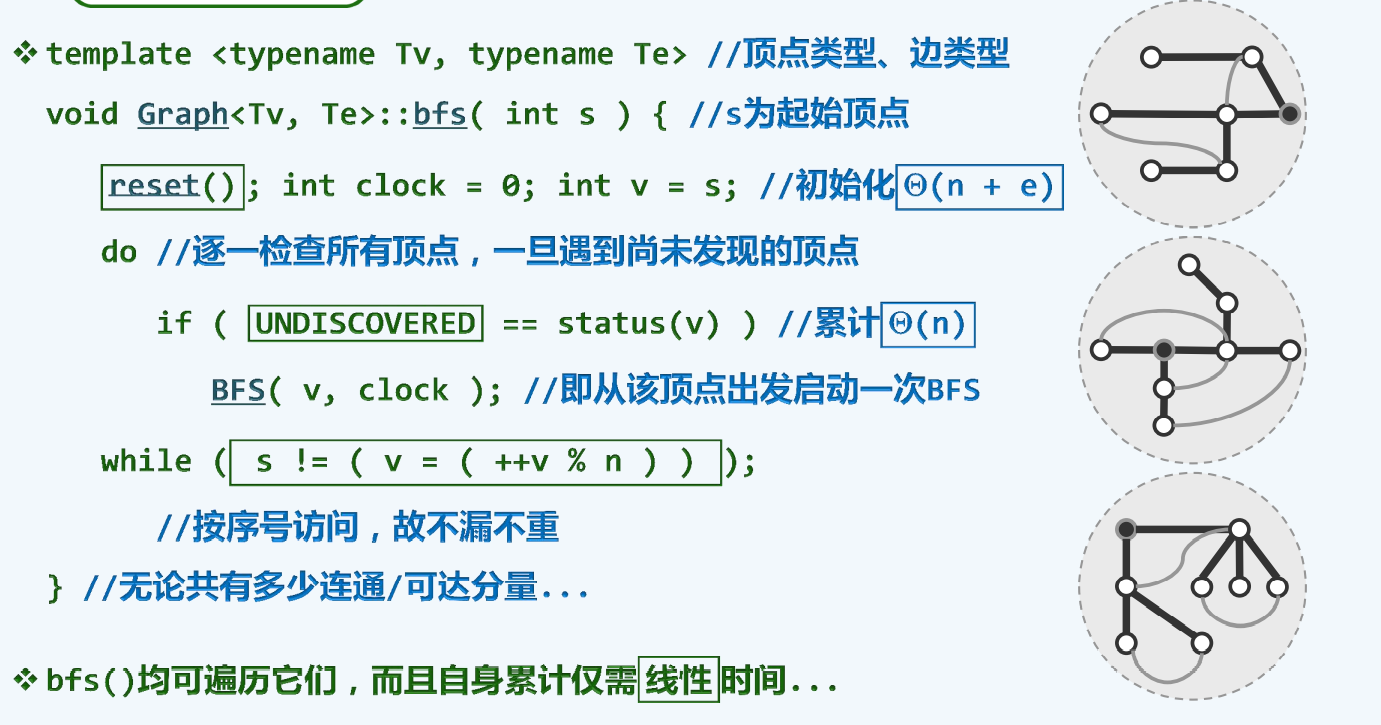 ❖ template <typename Tv, typename Te> //顶点类型、边类型
void Graph<Tv, Te>::bfs( int s ) { //s为起始顶点
reset(); int clock = 0; int v = s; //初始化Θ(n + e)
do //逐一检查所有顶点，一旦遇到尚未发现的顶点
if ( UNDISCOVERED == status(v) ) //累计Θ(n)
BFS( v, clock ); //即从该顶点出发启动一次BFS
while ( s != ( v = ( ++v % n ) ) );
//按序号访问，故不漏不重
} //无论共有多少连通/可达分量...
❖ bfs()均可遍历它们，而且自身累计仅需线性时间...